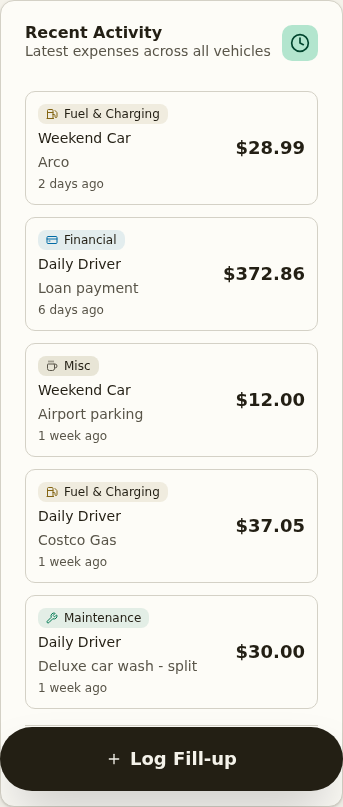 Recent Activity
Latest expenses across all vehicles
Fuel & Charging
Weekend Car
Arco
2 days ago
$28.99
Financial
Daily Driver
Loan payment
6 days ago
$372.86
Misc
Weekend Car
Airport parking
1 week ago
$12.00
Fuel & Charging
Daily Driver
Costco Gas
1 week ago
$37.05
Maintenance
Daily Driver
Deluxe car wash - split
1 week ago
$30.00
+ Log Fill-up